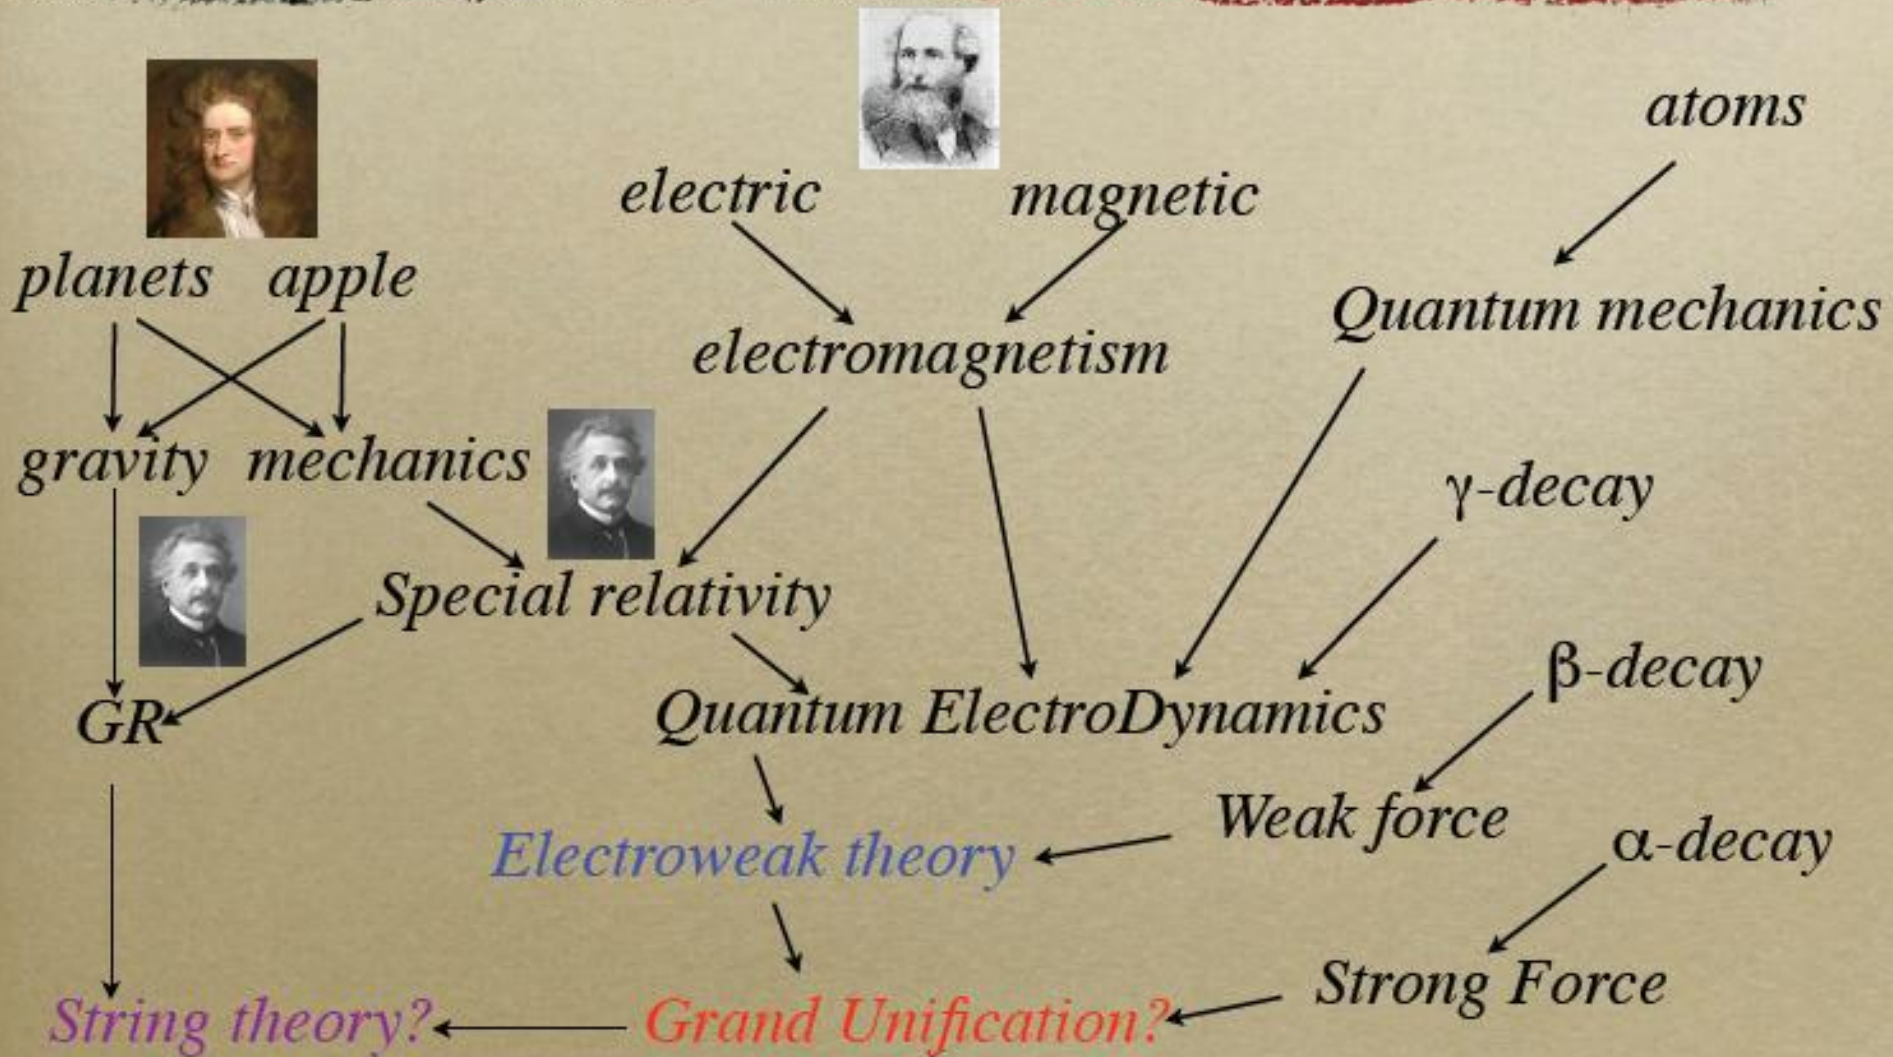 atoms
electric magnetic
planets apple
Quantum mechanics
electromagnetism
gravity mechanics
γ-decay
Special relativity
β-decay
GR
Quantum ElectroDynamics
Weak force
α-decay
Electroweak theory
Strong Force
String theory?
Grand Unification?